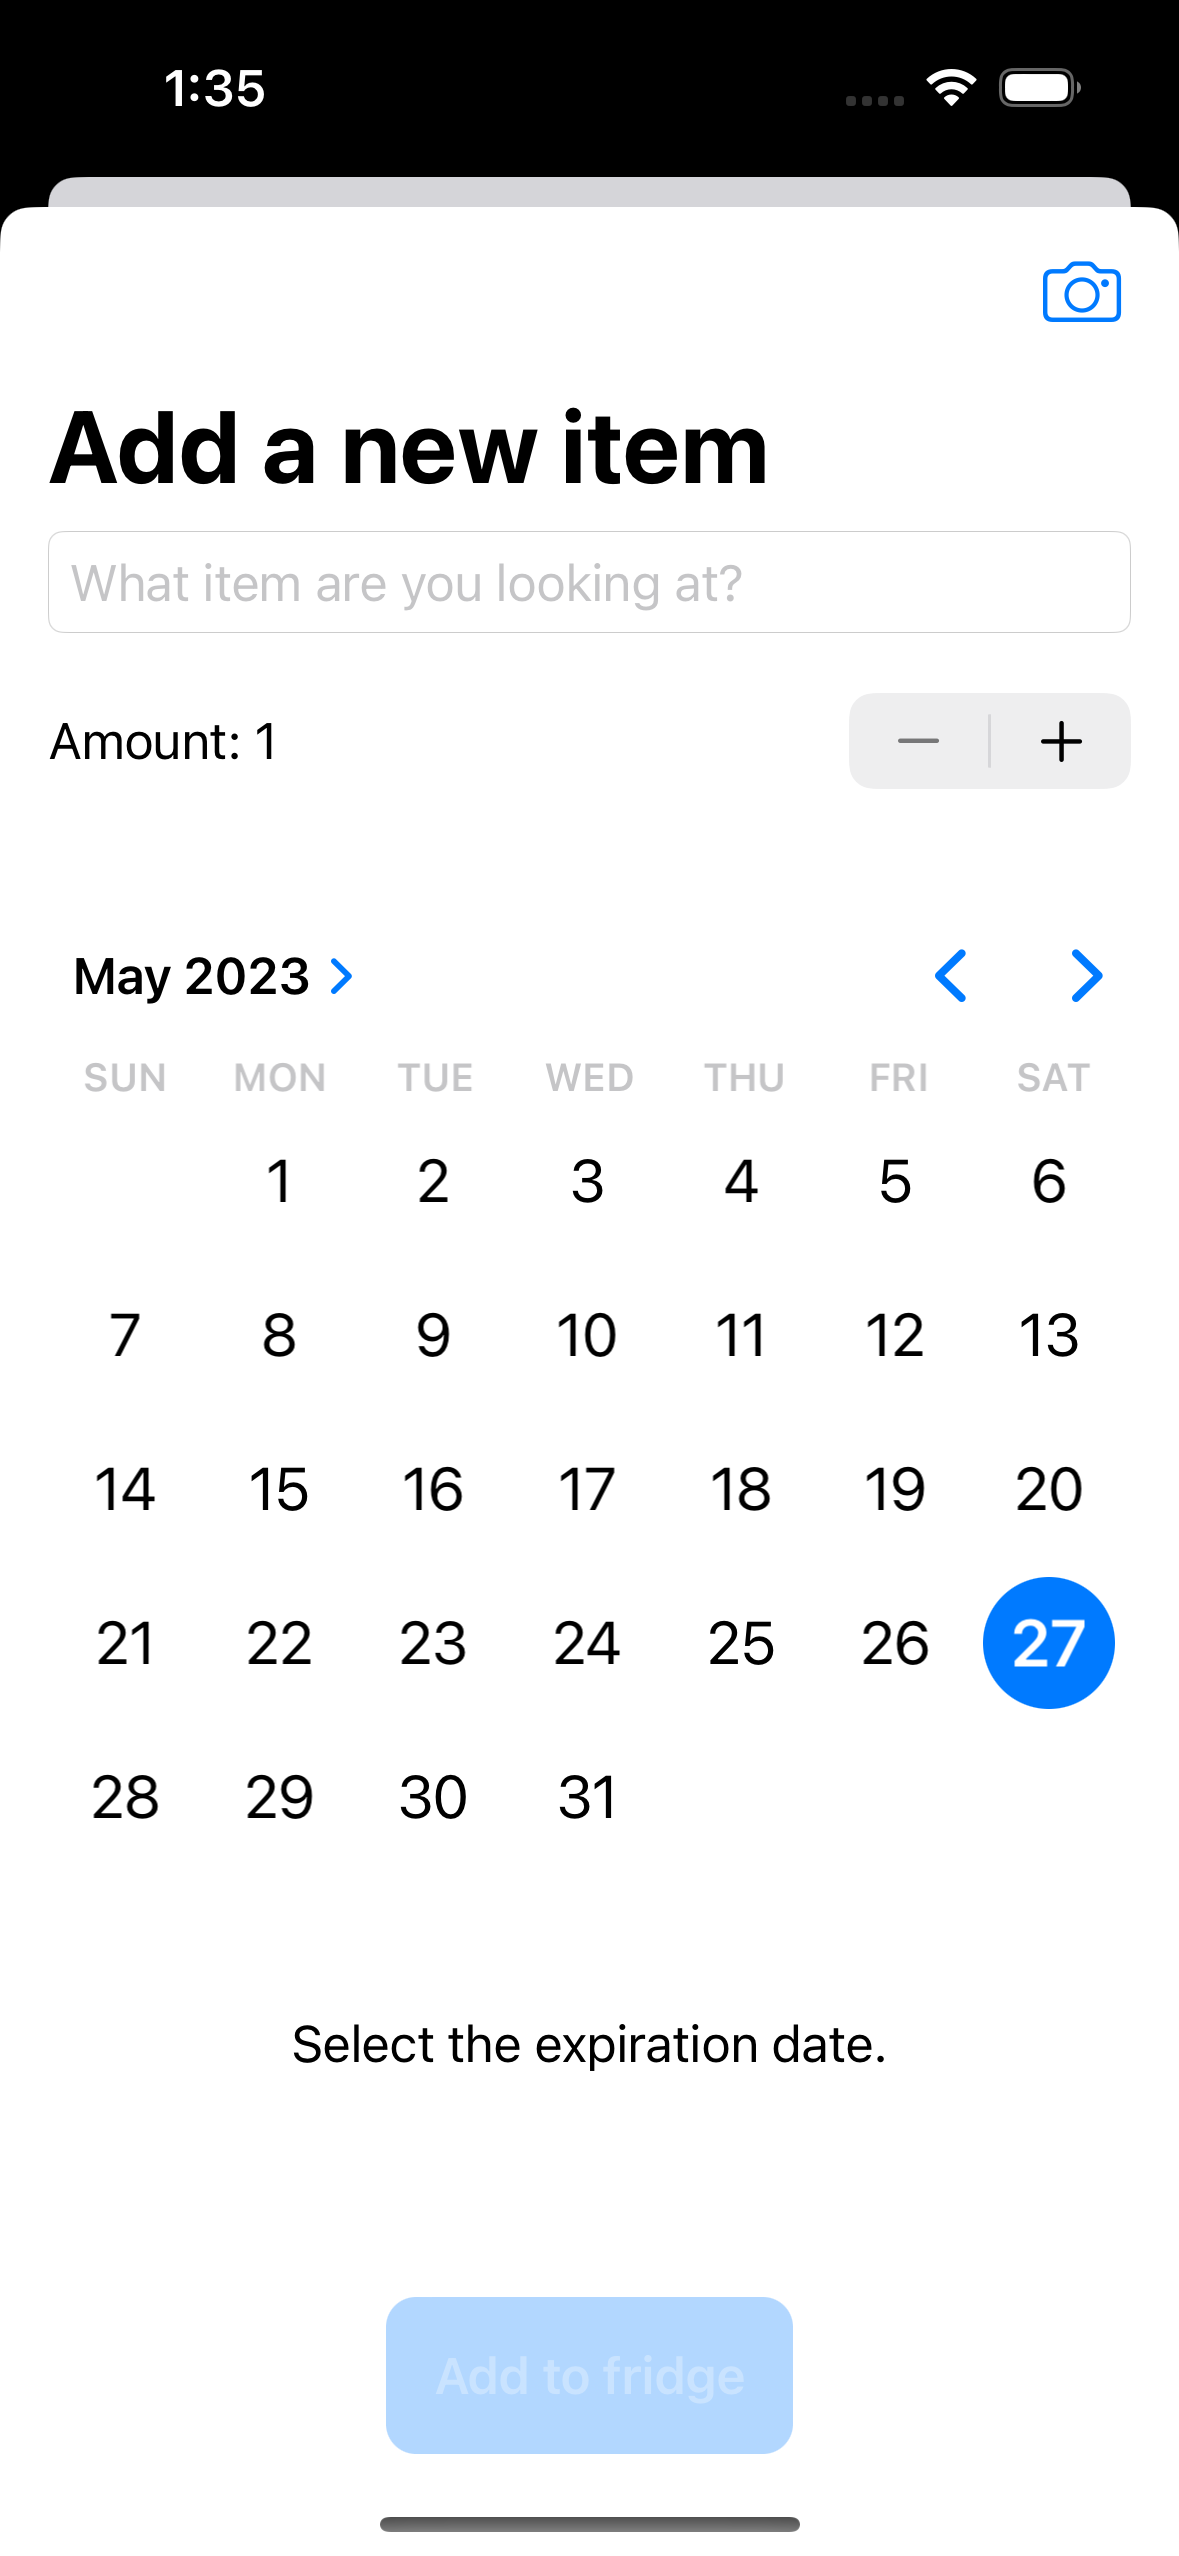 1:35
Add a new item
What item are you looking at?
Amount: 1
May 2023
SUN MON TUE WED THU FRI SAT
1 2 3 4 5 6
7 8 9 10 11 12 13
14 15 16 17 18 19 20
21 22 23 24 25 26 27
28 29 30 31
Select the expiration date.
Add to fridge